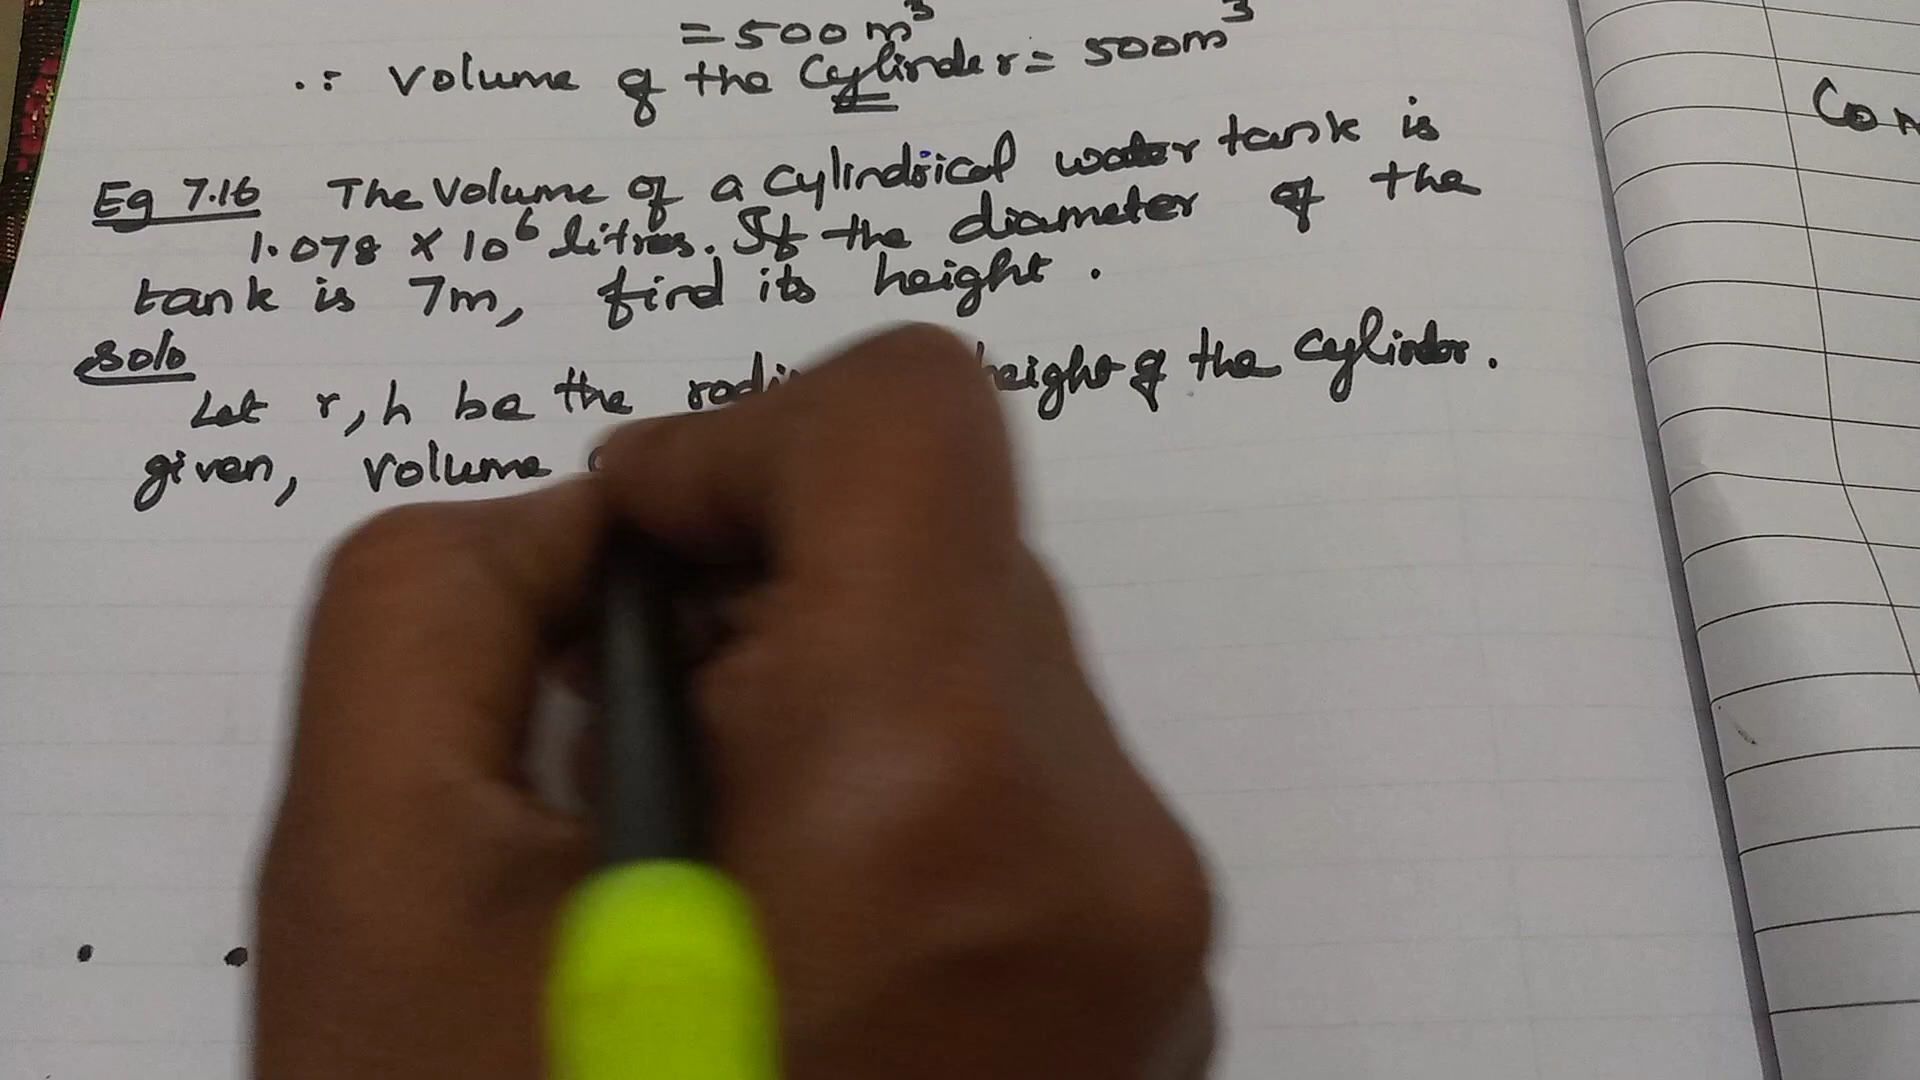 = 500 m³
∴ Volume of the Cylinder = 500m³
Eg 7.16 The Volume of a Cylindrical water tank is
1.078 × 10⁶ litres. If the diameter of the
tank is 7m, find its height.
Soln
Let r, h be the height of the Cylinder.
given, volume
Con